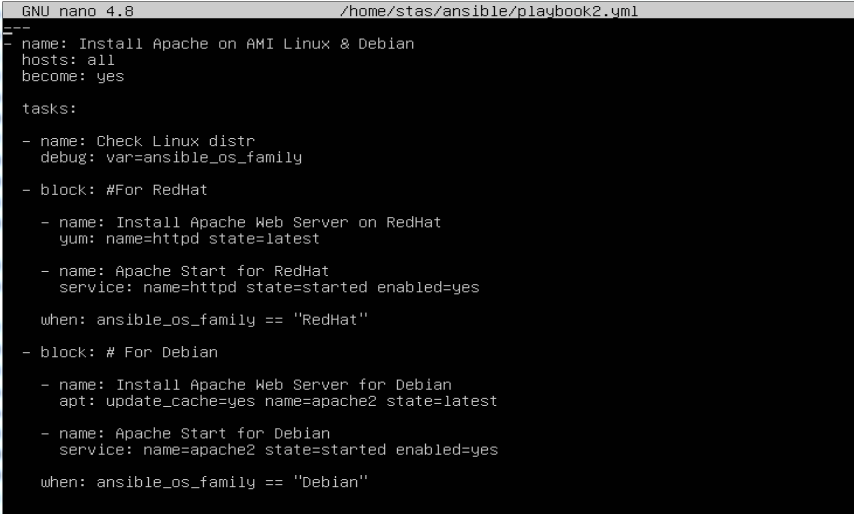 GNU nano 4.8 /home/stas/ansible/playbook2.yml
---
- name: Install Apache on AMI Linux & Debian
  hosts: all
  become: yes

  tasks:

  - name: Check Linux distr
    debug: var=ansible_os_family

  - block: #For RedHat

    - name: Install Apache Web Server on RedHat
      yum: name=httpd state=latest

    - name: Apache Start for RedHat
      service: name=httpd state=started enabled=yes

    when: ansible_os_family == "RedHat"

  - block: # For Debian

    - name: Install Apache Web Server for Debian
      apt: update_cache=yes name=apache2 state=latest

    - name: Apache Start for Debian
      service: name=apache2 state=started enabled=yes

    when: ansible_os_family == "Debian"